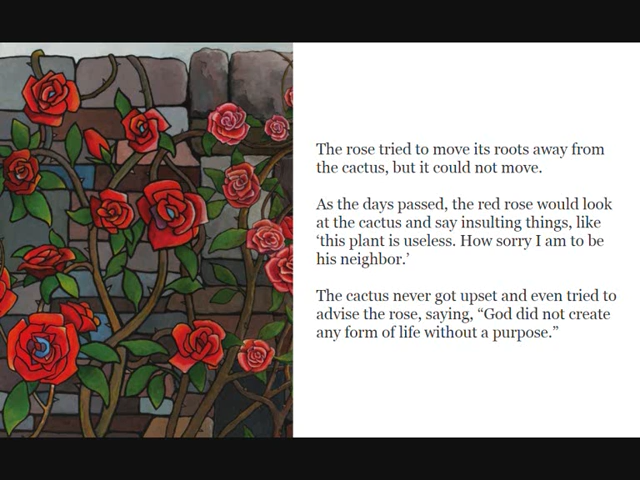 The rose tried to move its roots away from
the cactus, but it could not move.
As the days passed, the red rose would look
at the cactus and say insulting things, like
‘this plant is useless. How sorry I am to be
his neighbor.’
The cactus never got upset and even tried to
advise the rose, saying, “God did not create
any form of life without a purpose.”